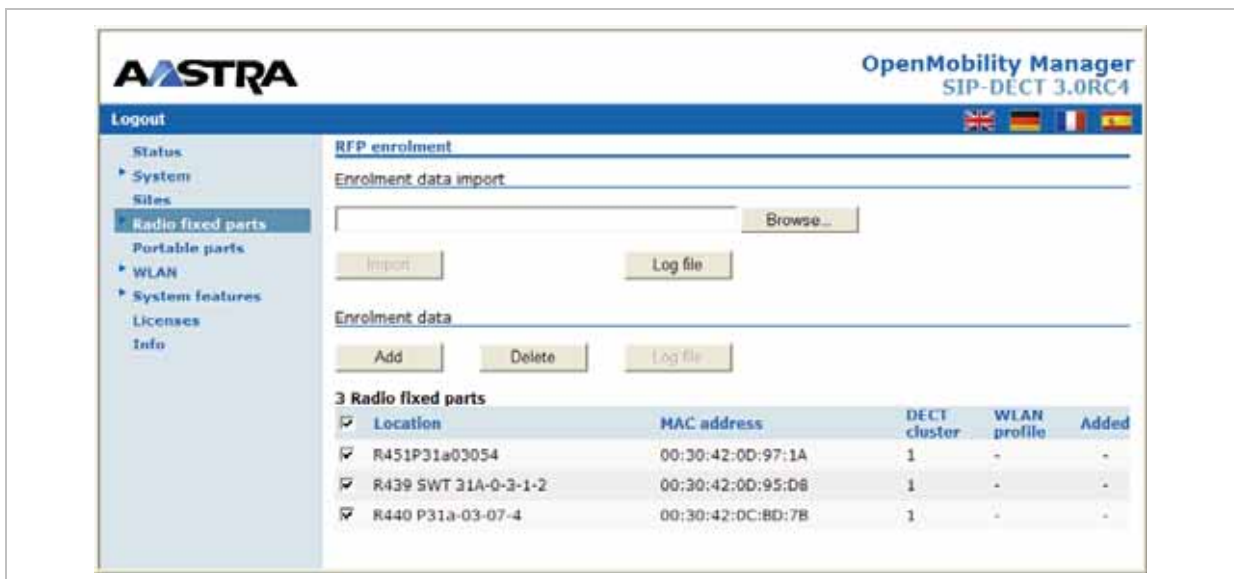 AASTRA
OpenMobility Manager
SIP-DECT 3.0RC4
Logout
Status
System
Sites
Radio fixed parts
Portable parts
WLAN
System features
Licenses
Info
RFP enrolment
Enrolment data import
Browse...
Import
Log file
Enrolment data
Add Delete Log file
3 Radio fixed parts
Location MAC address DECT cluster WLAN profile Added
R451P31a03054 00:30:42:0D:97:1A 1 - -
R439 SWT 31A-0-3-1-2 00:30:42:0D:95:D8 1 - -
R440 P31a-03-07-4 00:30:42:0C:BD:7B 1 - -